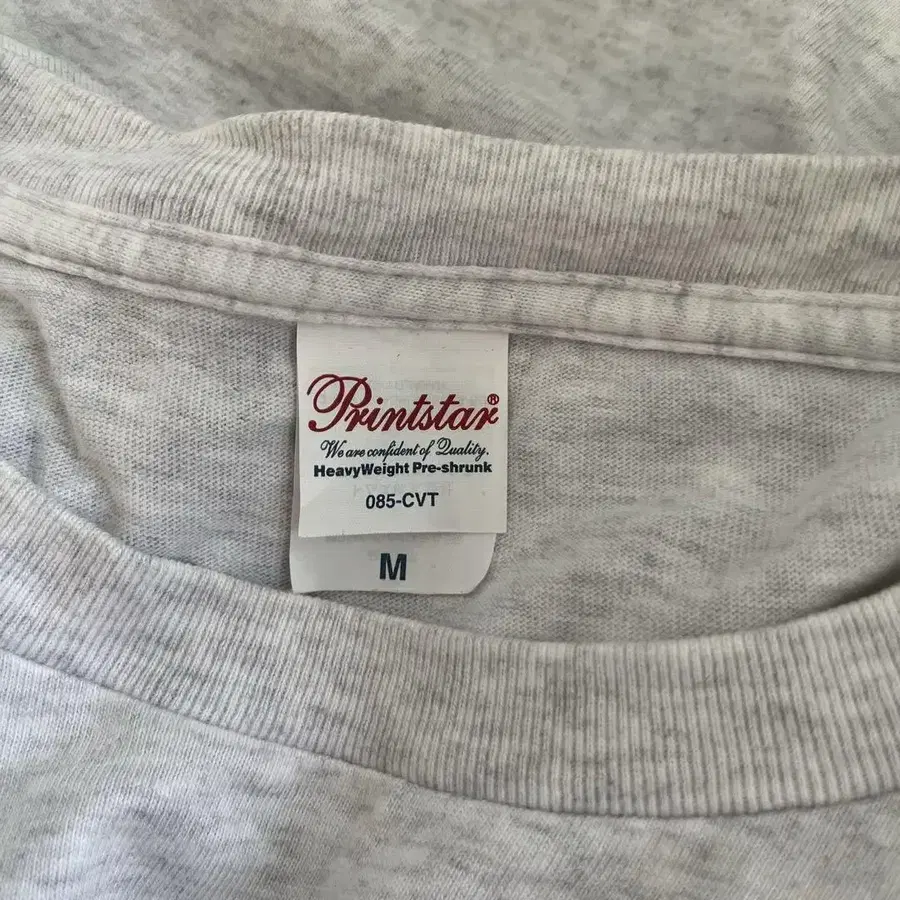 Printstar®
We are confident of Quality.
HeavyWeight Pre-shrunk
085-CVT
M